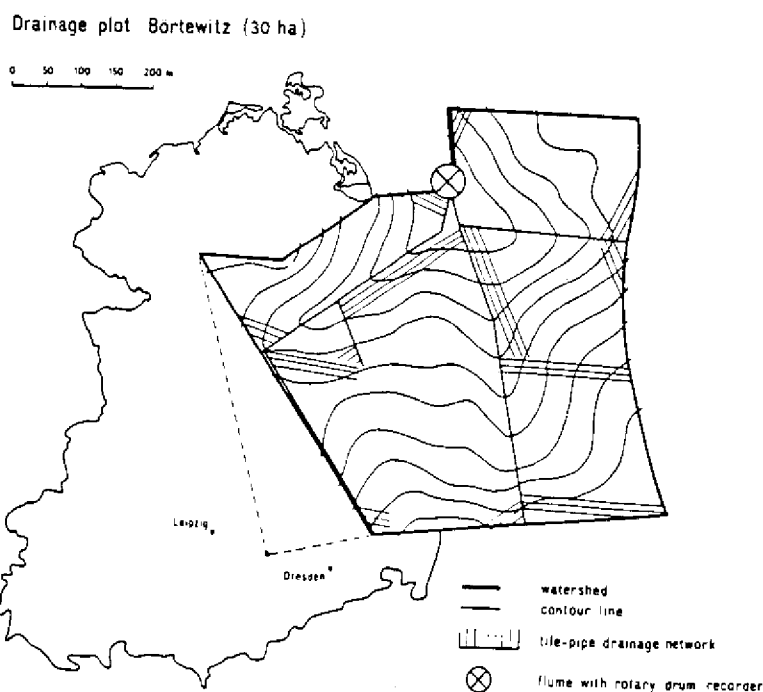 Drainage plot Börtewitz (30 ha)
0 50 100 150 200 m
Leipzig
Dresden
watershed
contour line
tile-pipe drainage network
flume with rotary drum recorder